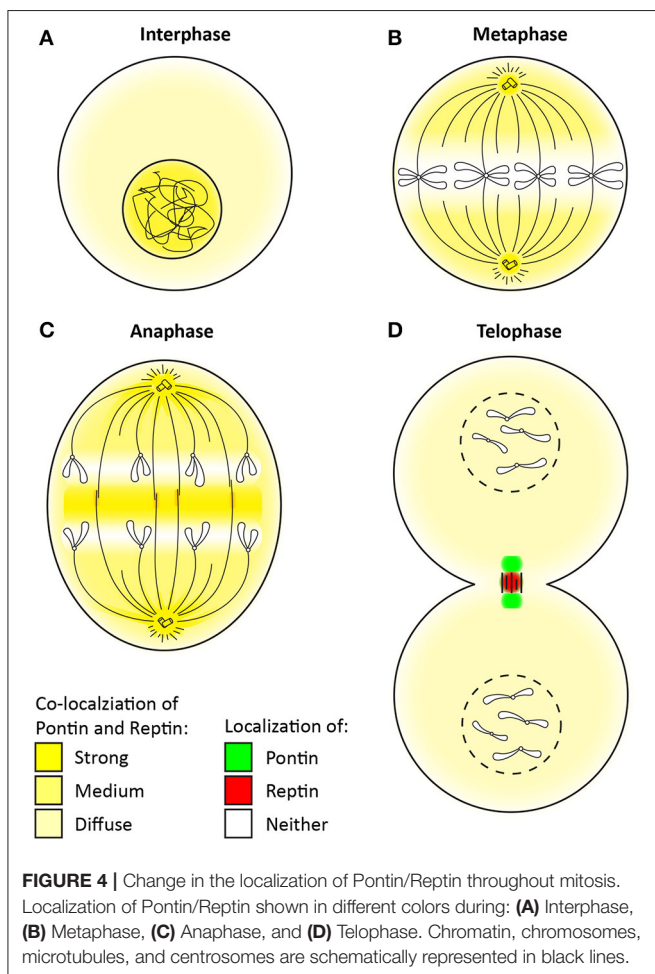 A
Interphase
B
Metaphase
C
Anaphase
D
Telophase
Co-localziation of
Pontin and Reptin:
Strong
Medium
Diffuse
Localization of:
Pontin
Reptin
Neither
FIGURE 4 | Change in the localization of Pontin/Reptin throughout mitosis.
Localization of Pontin/Reptin shown in different colors during: (A) Interphase,
(B) Metaphase, (C) Anaphase, and (D) Telophase. Chromatin, chromosomes,
microtubules, and centrosomes are schematically represented in black lines.